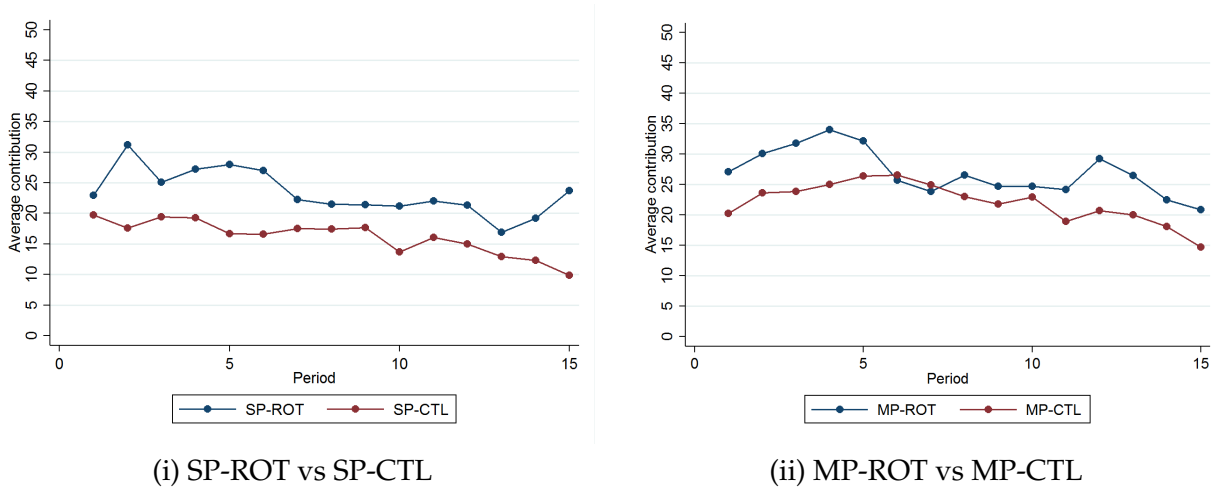 50
45
40
35
30
25
20
15
10
5
0
Average contribution
0 5 10 15
Period
SP-ROT SP-CTL
(i) SP-ROT vs SP-CTL
50
45
40
35
30
25
20
15
10
5
0
Average contribution
0 5 10 15
Period
MP-ROT MP-CTL
(ii) MP-ROT vs MP-CTL